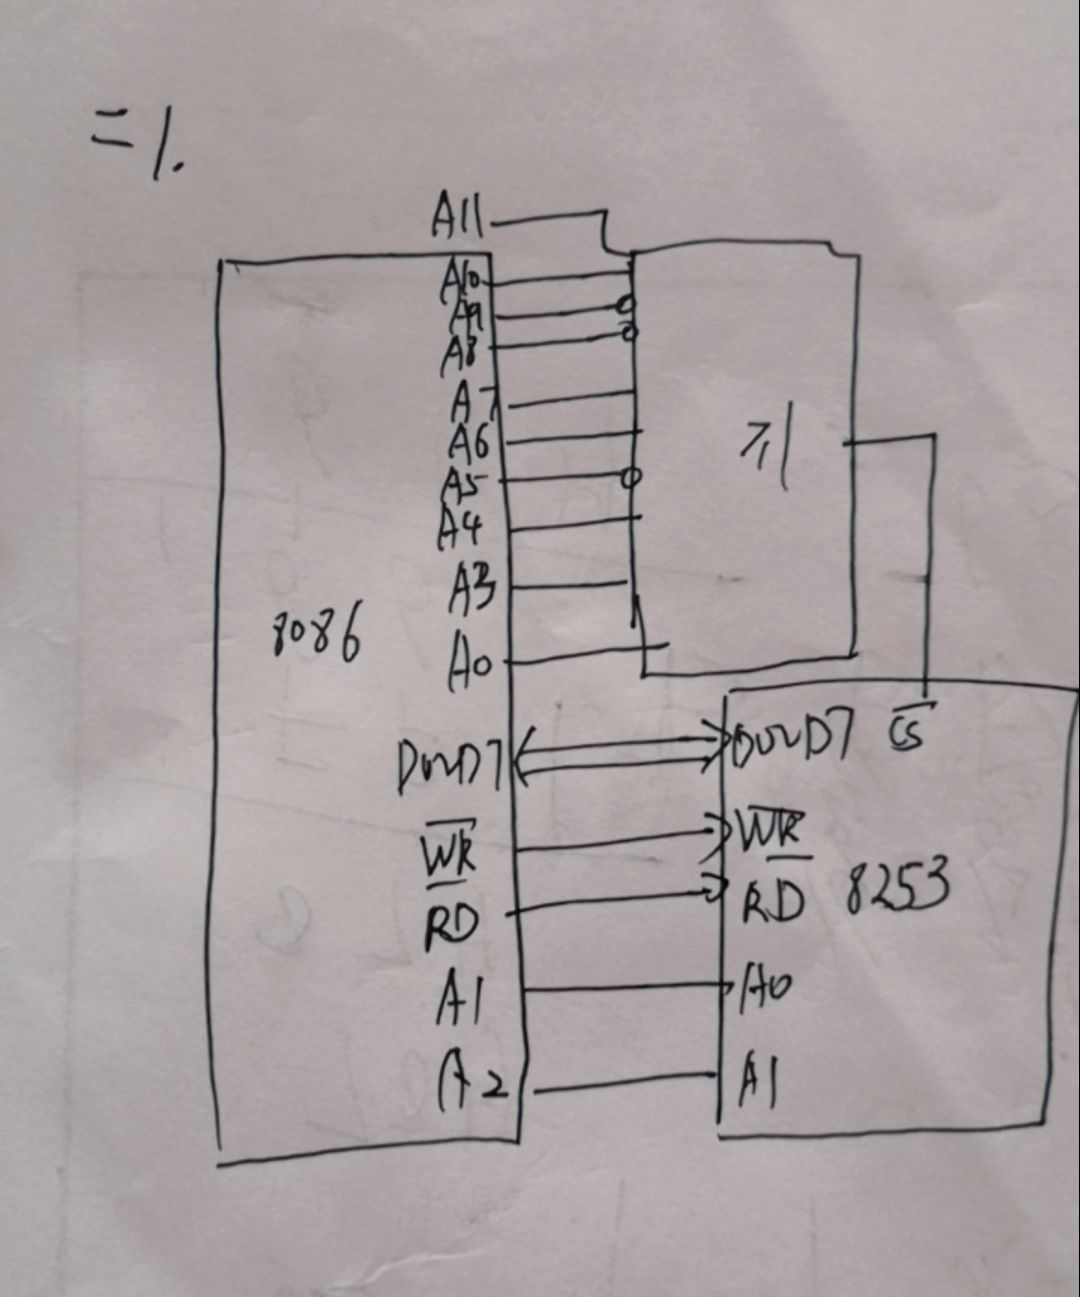 =1.
A11
A10
A9
A8
A7
A6
A5
A4
A3
A0
8086
≥1
D0~D7
D0~D7 CS
WR
WR
RD
RD 8253
A1
A0
A2
A1